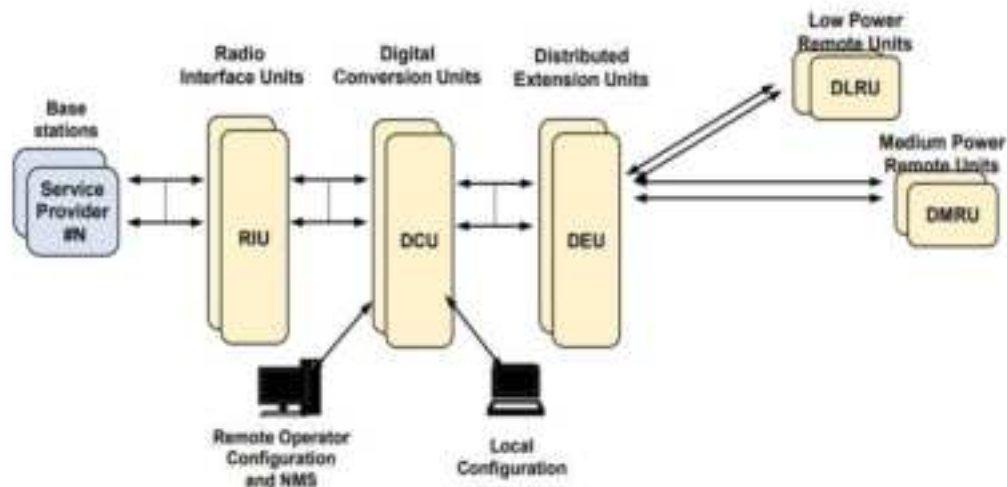 Base
stations
Service
Provider
#N
Radio
Interface Units
RIU
Digital
Conversion Units
DCU
Distributed
Extension Units
DEU
Low Power
Remote Units
DLRU
Medium Power
Remote Units
DMRU
Remote Operator
Configuration
and NMS
Local
Configuration